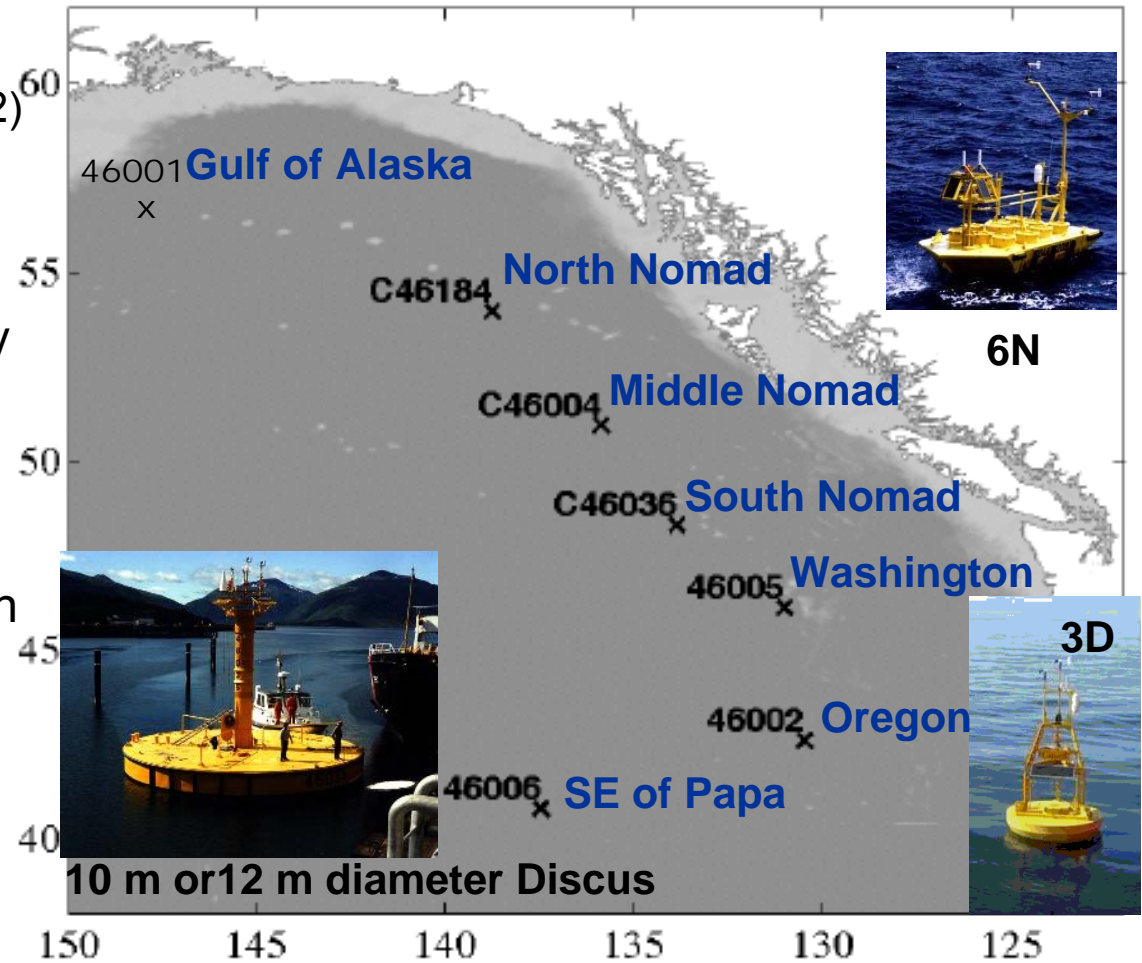 2)
60
46001 Gulf of Alaska
x
55
North Nomad
C46184
6N
y
Middle Nomad
C46004
50
South Nomad
C46036
Washington
46005
n
3D
45
46002 Oregon
46006 SE of Papa
40
10 m or12 m diameter Discus
150 145 140 135 130 125